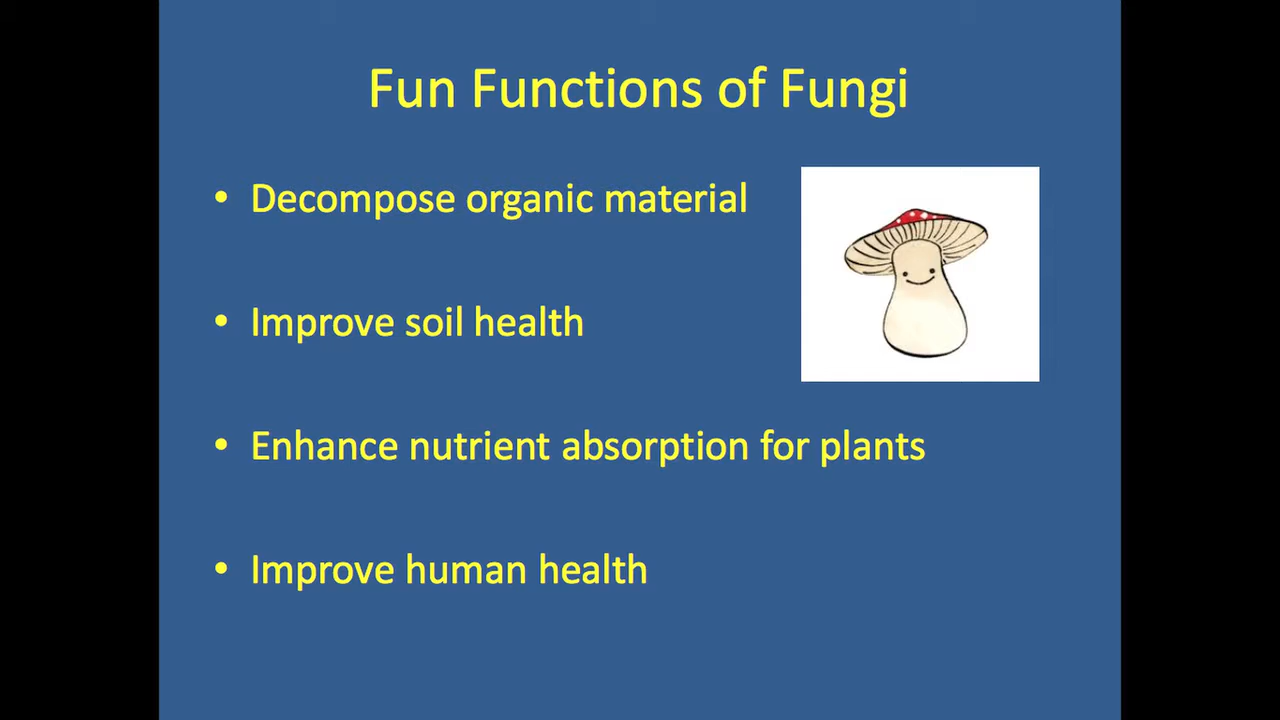 Fun Functions of Fungi
• Decompose organic material
• Improve soil health
• Enhance nutrient absorption for plants
• Improve human health